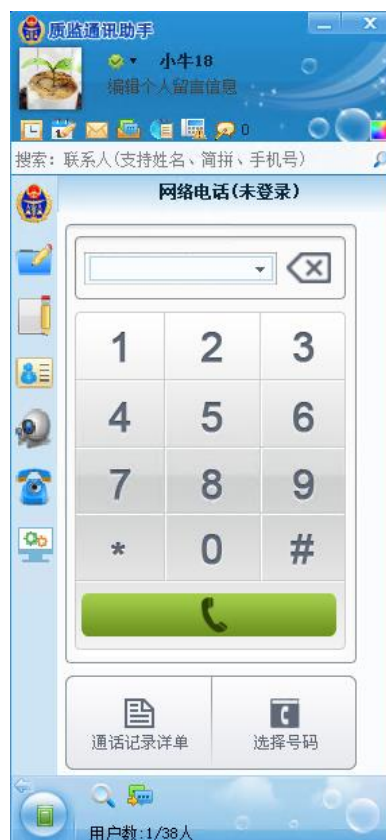 质监通讯助手
小牛18
编辑个人留言信息
0
搜索：联系人(支持姓名、简拼、手机号)
网络电话(未登录)
1 2 3
4 5 6
7 8 9
* 0 #
通话记录详单 选择号码
用户数:1/38人